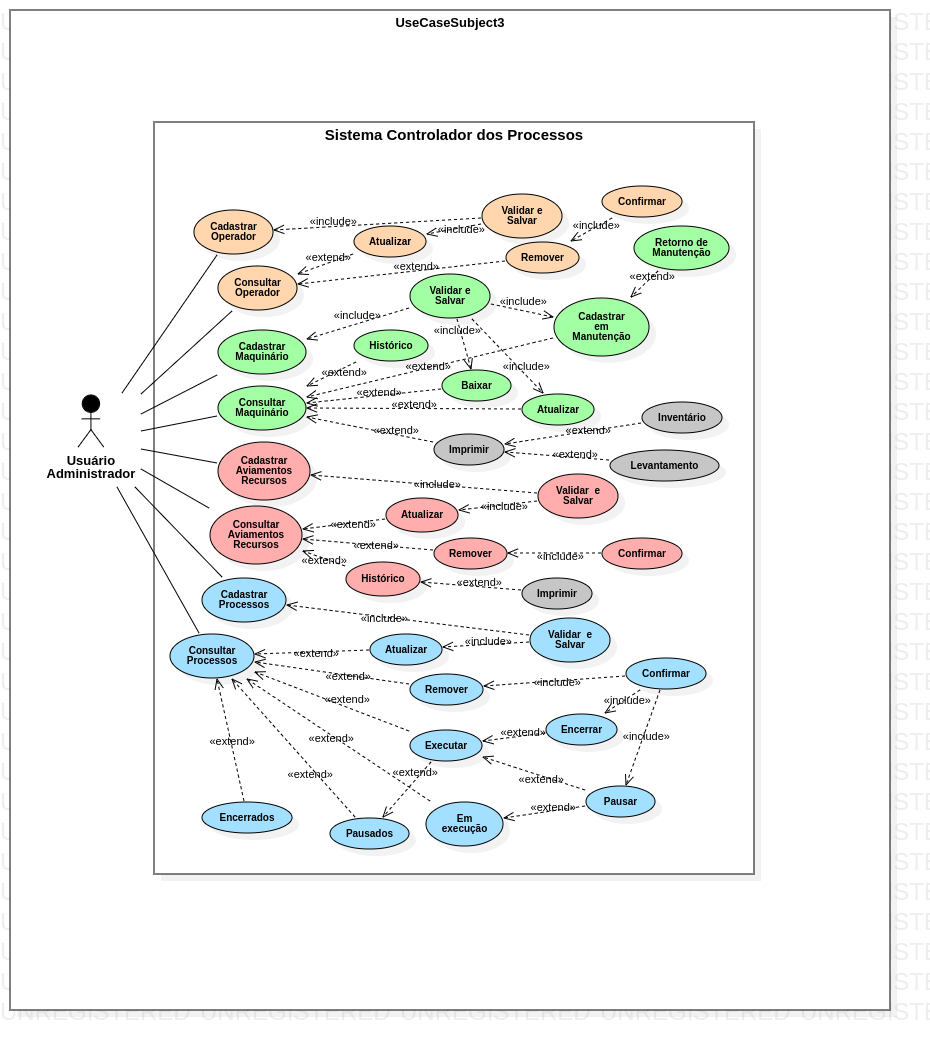 UseCaseSubject3
Sistema Controlador dos Processos
Cadastrar
Operador
«include»
Validar e
Salvar
Confirmar
Atualizar
«include»
«include»
Retorno de
Manutenção
Consultar
Operador
«extend»
«extend»
Remover
«extend»
Validar e
Salvar
«include»
Cadastrar
em
Manutenção
Cadastrar
Maquinário
«include»
«include»
Histórico
«extend»
«extend»
«include»
Baixar
Consultar
Maquinário
«extend»
«extend»
Atualizar
Inventário
«extend»
«extend»
Imprimir
«extend»
Levantamento
Usuário
Administrador
Cadastrar
Aviamentos
Recursos
«include»
Validar  e
Salvar
Consultar
Aviamentos
Recursos
«extend»
Atualizar
«include»
«extend»
Remover
«include»
Confirmar
«extend»
Histórico
«extend»
Imprimir
Cadastrar
Processos
«include»
Validar  e
Salvar
Consultar
Processos
«extend»
Atualizar
«include»
«extend»
Remover
«include»
Confirmar
«extend»
«include»
«extend»
«extend»
Executar
«extend»
Encerrar
«include»
«extend»
«extend»
«extend»
Encerrados
Pausados
Em
execução
«extend»
Pausar
UNREGISTERED UNREGISTERED UNREGISTERED UNREGISTERED UNREGISTERED